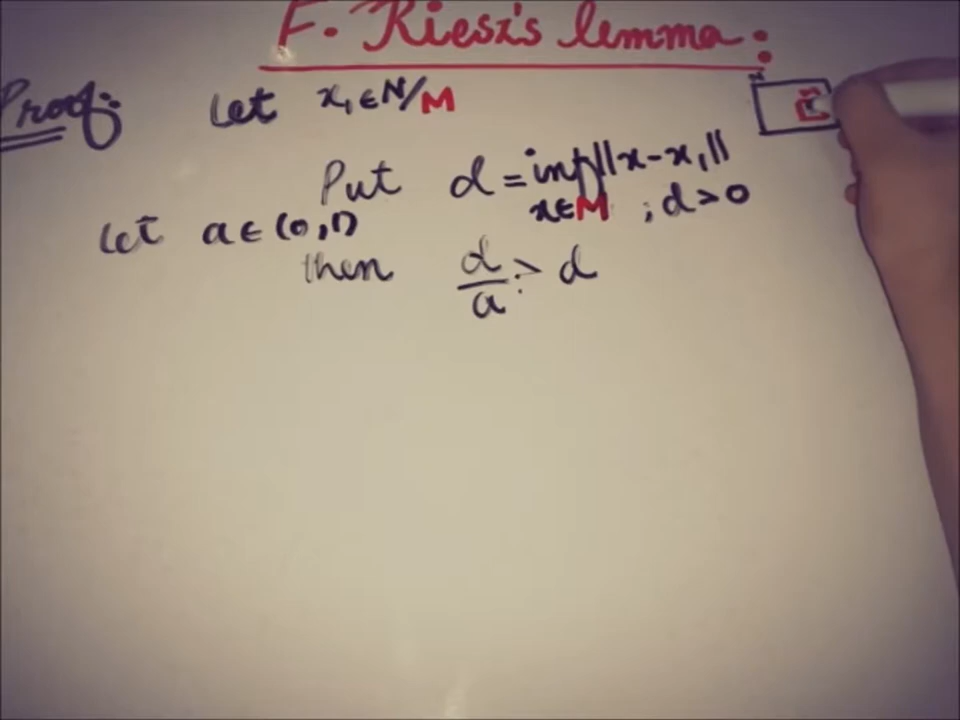 F. Riesz's lemma:
Proof: Let x₁ ∈ N/M
Put d = inf ||x - x₁||
x∈M ; d > 0
Let a ∈ (0,1)
then d/a > d